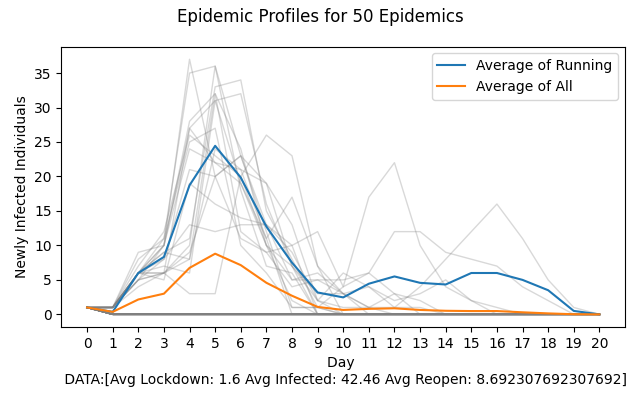 Epidemic Profiles for 50 Epidemics
Average of Running
Average of All
Newly Infected Individuals
35
30
25
20
15
10
5
0
0 1 2 3 4 5 6 7 8 9 10 11 12 13 14 15 16 17 18 19 20
Day
DATA:[Avg Lockdown: 1.6 Avg Infected: 42.46 Avg Reopen: 8.692307692307692]